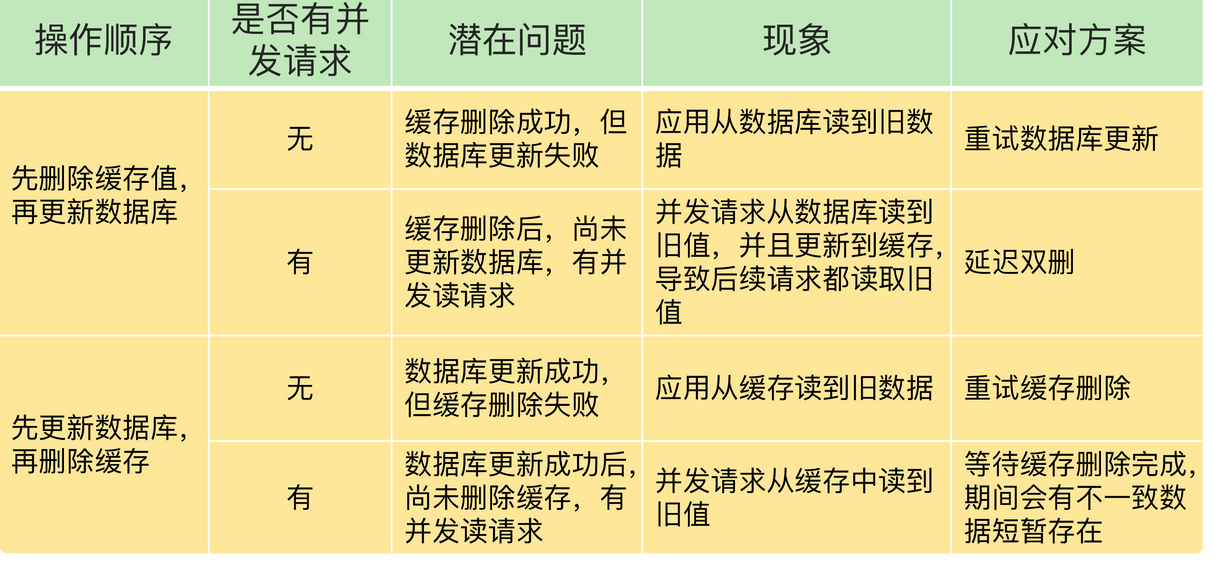 操作顺序
是否有并
发请求
潜在问题
现象
应对方案
先删除缓存值，
再更新数据库
无
缓存删除成功，但
数据库更新失败
应用从数据库读到旧数
据
重试数据库更新
有
缓存删除后，尚未
更新数据库，有并
发读请求
并发请求从数据库读到
旧值，并且更新到缓存，
导致后续请求都读取旧
值
延迟双删
先更新数据库，
再删除缓存
无
数据库更新成功，
但缓存删除失败
应用从缓存读到旧数据
重试缓存删除
有
数据库更新成功后，
尚未删除缓存，有
并发读请求
并发请求从缓存中读到
旧值
等待缓存删除完成，
期间会有不一致数
据短暂存在